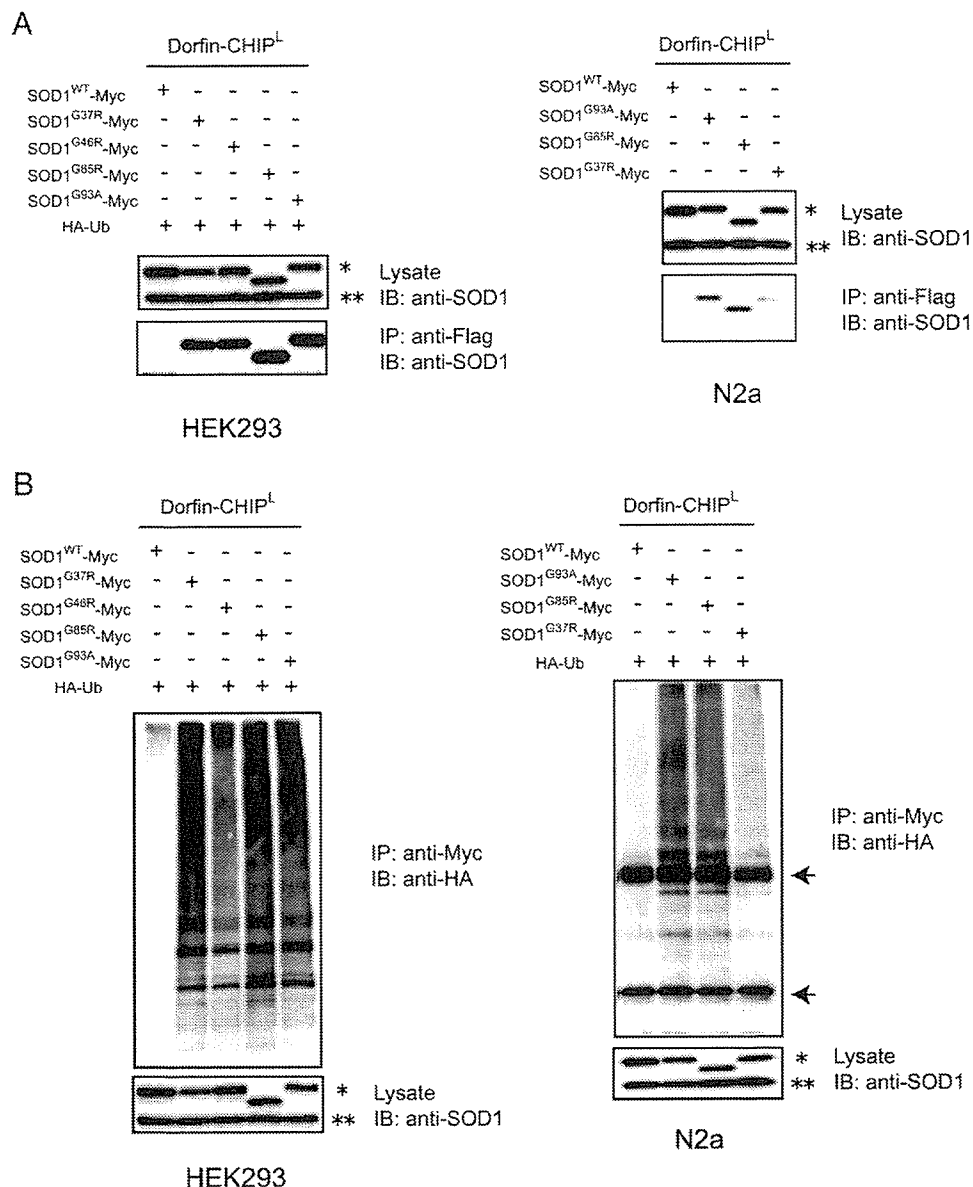 A
Dorfin-CHIP^L
SOD1^WT-Myc + - - - -
SOD1^G37R-Myc - + - - -
SOD1^G46R-Myc - - + - -
SOD1^G85R-Myc - - - + -
SOD1^G93A-Myc - - - - +
HA-Ub + + + + +
* Lysate
** IB: anti-SOD1
IP: anti-Flag
IB: anti-SOD1
HEK293
Dorfin-CHIP^L
SOD1^WT-Myc + - - -
SOD1^G93A-Myc - + - -
SOD1^G85R-Myc - - + -
SOD1^G37R-Myc - - - +
* Lysate
** IB: anti-SOD1
IP: anti-Flag
IB: anti-SOD1
N2a
B
Dorfin-CHIP^L
SOD1^WT-Myc + - - - -
SOD1^G37R-Myc - + - - -
SOD1^G46R-Myc - - + - -
SOD1^G85R-Myc - - - + -
SOD1^G93A-Myc - - - - +
HA-Ub + + + + +
IP: anti-Myc
IB: anti-HA
* Lysate
** IB: anti-SOD1
HEK293
Dorfin-CHIP^L
SOD1^WT-Myc + - - -
SOD1^G93A-Myc - + - -
SOD1^G85R-Myc - - + -
SOD1^G37R-Myc - - - +
HA-Ub + + + +
IP: anti-Myc
IB: anti-HA
* Lysate
** IB: anti-SOD1
N2a